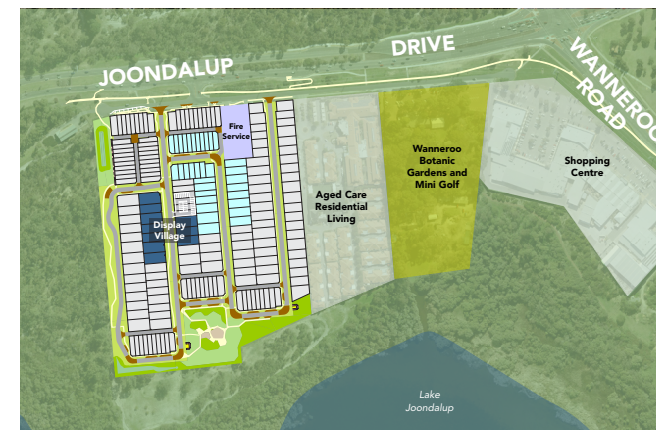 JOONDALUP
DRIVE
WANNEROO
ROAD
Fire
Service
Wanneroo
Botanic
Gardens and
Mini Golf
Shopping
Centre
Aged Care
Residential
Living
Display
Village
Lake
Joondalup